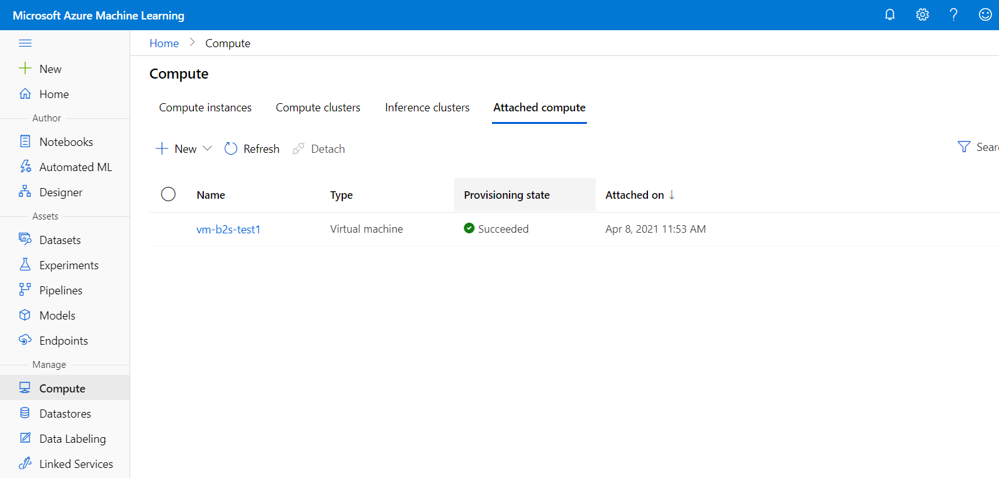 Microsoft Azure Machine Learning
Home > Compute
New
Home
Author
Notebooks
Automated ML
Designer
Assets
Datasets
Experiments
Pipelines
Models
Endpoints
Manage
Compute
Datastores
Data Labeling
Linked Services
Compute
Compute instances Compute clusters Inference clusters Attached compute
New Refresh Detach
Name Type Provisioning state Attached on ↓
vm-b2s-test1 Virtual machine Succeeded Apr 8, 2021 11:53 AM